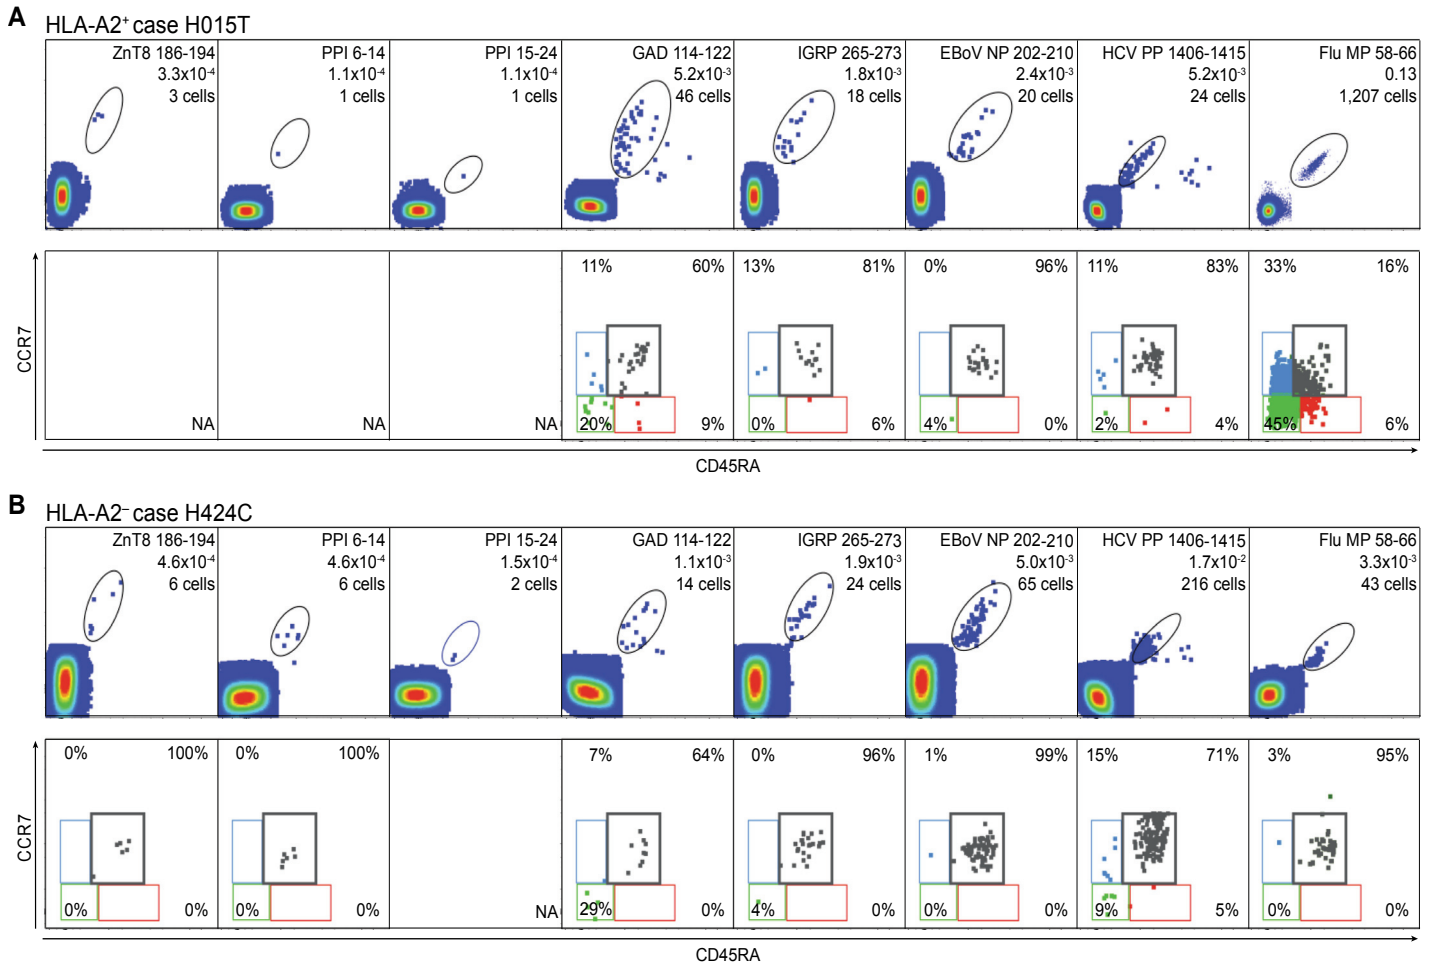 A
HLA-A2⁺ case H015T
ZnT8 186-194
3.3x10⁻⁴
3 cells
PPI 6-14
1.1x10⁻⁴
1 cells
PPI 15-24
1.1x10⁻⁴
1 cells
GAD 114-122
5.2x10⁻³
46 cells
IGRP 265-273
1.8x10⁻³
18 cells
EBoV NP 202-210
2.4x10⁻³
20 cells
HCV PP 1406-1415
5.2x10⁻³
24 cells
Flu MP 58-66
0.13
1,207 cells
CCR7
NA
NA
NA
11% 60%
20% 9%
13% 81%
0% 6%
0% 96%
4% 0%
11% 83%
2% 4%
33% 16%
45% 6%
CD45RA
B
HLA-A2⁻ case H424C
ZnT8 186-194
4.6x10⁻⁴
6 cells
PPI 6-14
4.6x10⁻⁴
6 cells
PPI 15-24
1.5x10⁻⁴
2 cells
GAD 114-122
1.1x10⁻³
14 cells
IGRP 265-273
1.9x10⁻³
24 cells
EBoV NP 202-210
5.0x10⁻³
65 cells
HCV PP 1406-1415
1.7x10⁻²
216 cells
Flu MP 58-66
3.3x10⁻³
43 cells
CCR7
0% 100%
0% 0%
0% 100%
0% 0%
NA
7% 64%
29% 0%
0% 96%
4% 0%
1% 99%
0% 0%
15% 71%
9% 5%
3% 95%
0% 0%
CD45RA